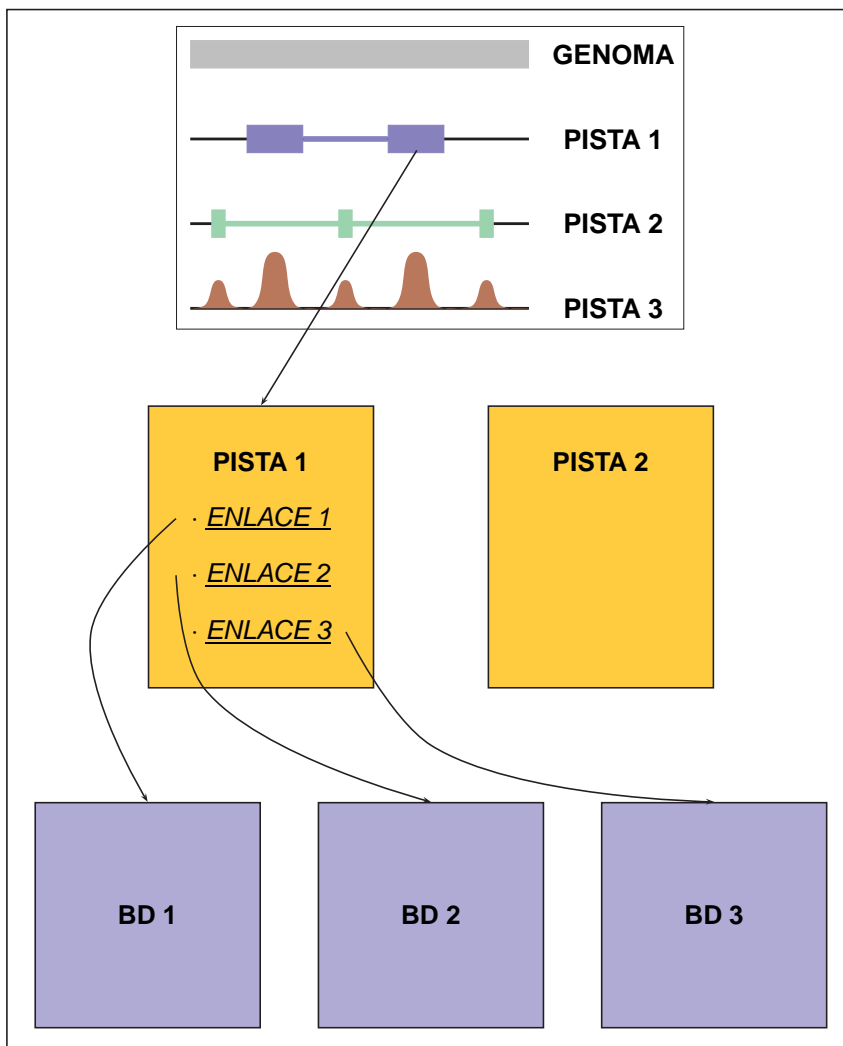 GENOMA
PISTA 1
PISTA 2
PISTA 3
PISTA 1
· ENLACE 1
· ENLACE 2
· ENLACE 3
PISTA 2
BD 1
BD 2
BD 3